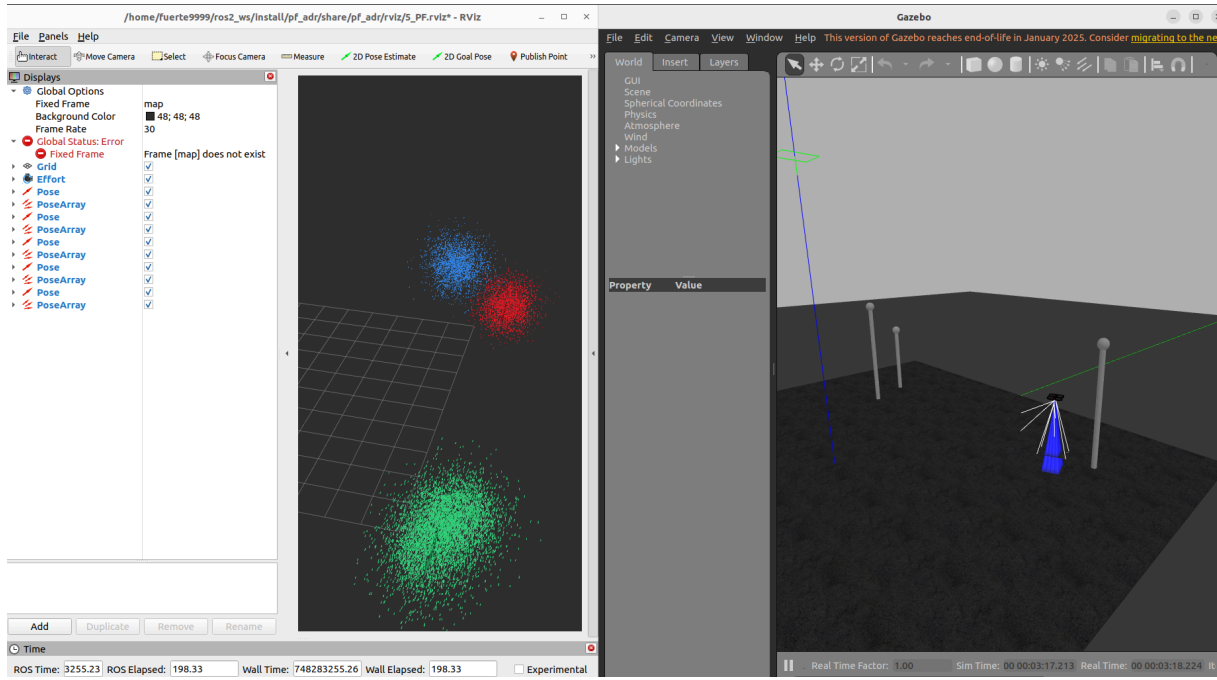 /home/fuerte9999/ros2_ws/install/pf_adr/share/pf_adr/rviz/5_PF.rviz* - RViz
File Panels Help
Interact Move Camera Select Focus Camera Measure 2D Pose Estimate 2D Goal Pose Publish Point »
Displays
Global Options
Fixed Frame map
Background Color 48; 48; 48
Frame Rate 30
Global Status: Error
Fixed Frame Frame [map] does not exist
Grid
Effort
Pose
PoseArray
Pose
PoseArray
Pose
PoseArray
Pose
PoseArray
Pose
PoseArray
Add Duplicate Remove Rename
Time
ROS Time: 3255.23 ROS Elapsed: 198.33 Wall Time: 748283255.26 Wall Elapsed: 198.33 Experimental
Gazebo
File Edit Camera View Window Help This version of Gazebo reaches end-of-life in January 2025. Consider migrating to the ne
World Insert Layers
GUI
Scene
Spherical Coordinates
Physics
Atmosphere
Wind
Models
Lights
Property Value
Real Time Factor: 1.00 Sim Time: 00 00:03:17.213 Real Time: 00 00:03:18.224 It